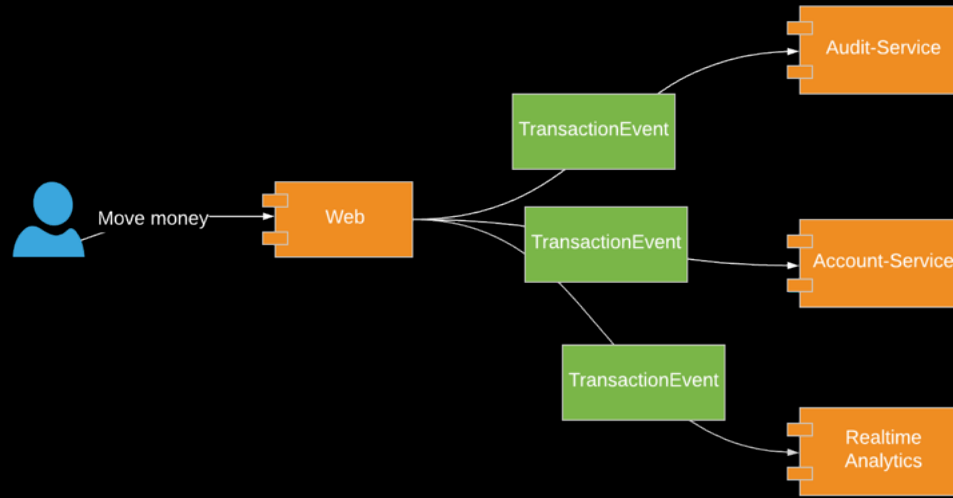 Audit-Service
TransactionEvent
Move money
Web
TransactionEvent
Account-Service
TransactionEvent
Realtime
Analytics